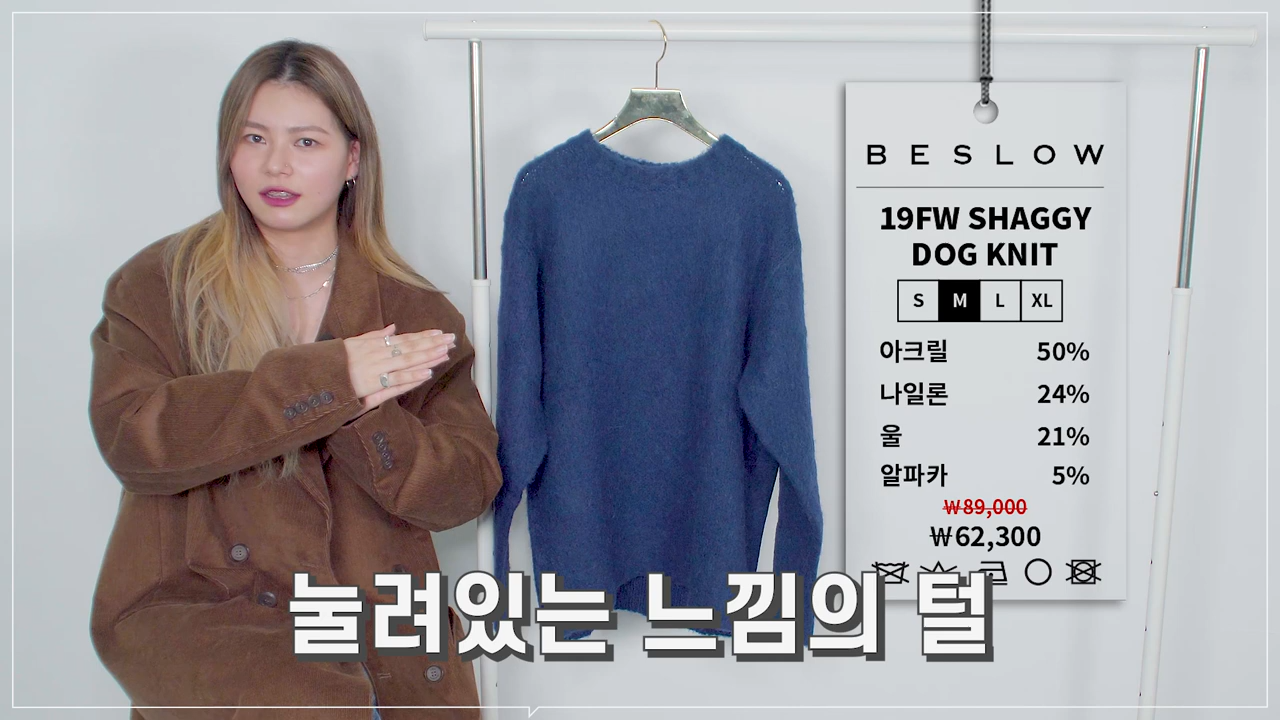 BESLOW
19FW SHAGGY
DOG KNIT
S M L XL
아크릴 50%
나일론 24%
울 21%
알파카 5%
₩89,000
₩62,300
눌려있는 느낌의 털